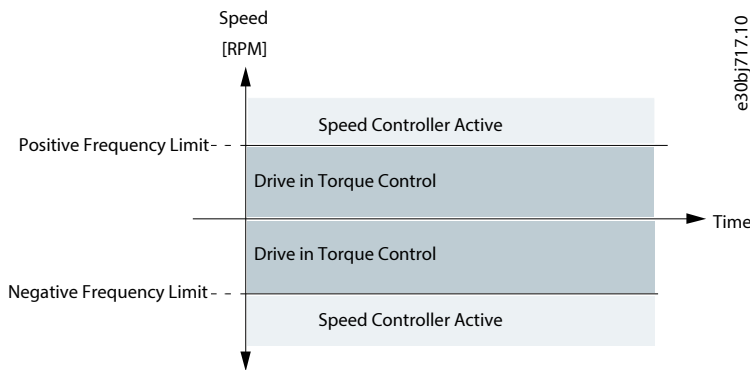 Speed
[RPM]
e30bj717.10
Speed Controller Active
Positive Frequency Limit
Drive in Torque Control
Time
Drive in Torque Control
Negative Frequency Limit
Speed Controller Active